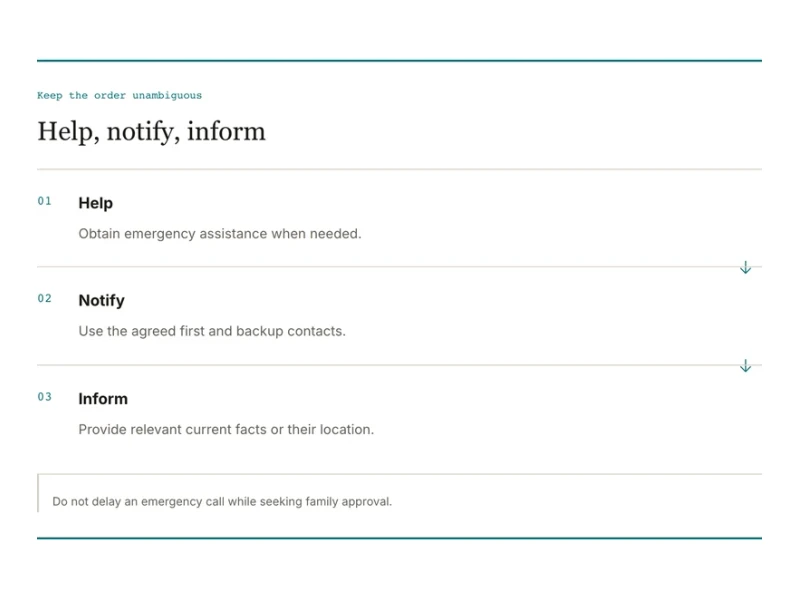 Keep the order unambiguous
Help, notify, inform
01 Help
Obtain emergency assistance when needed.
02 Notify
Use the agreed first and backup contacts.
03 Inform
Provide relevant current facts or their location.
Do not delay an emergency call while seeking family approval.